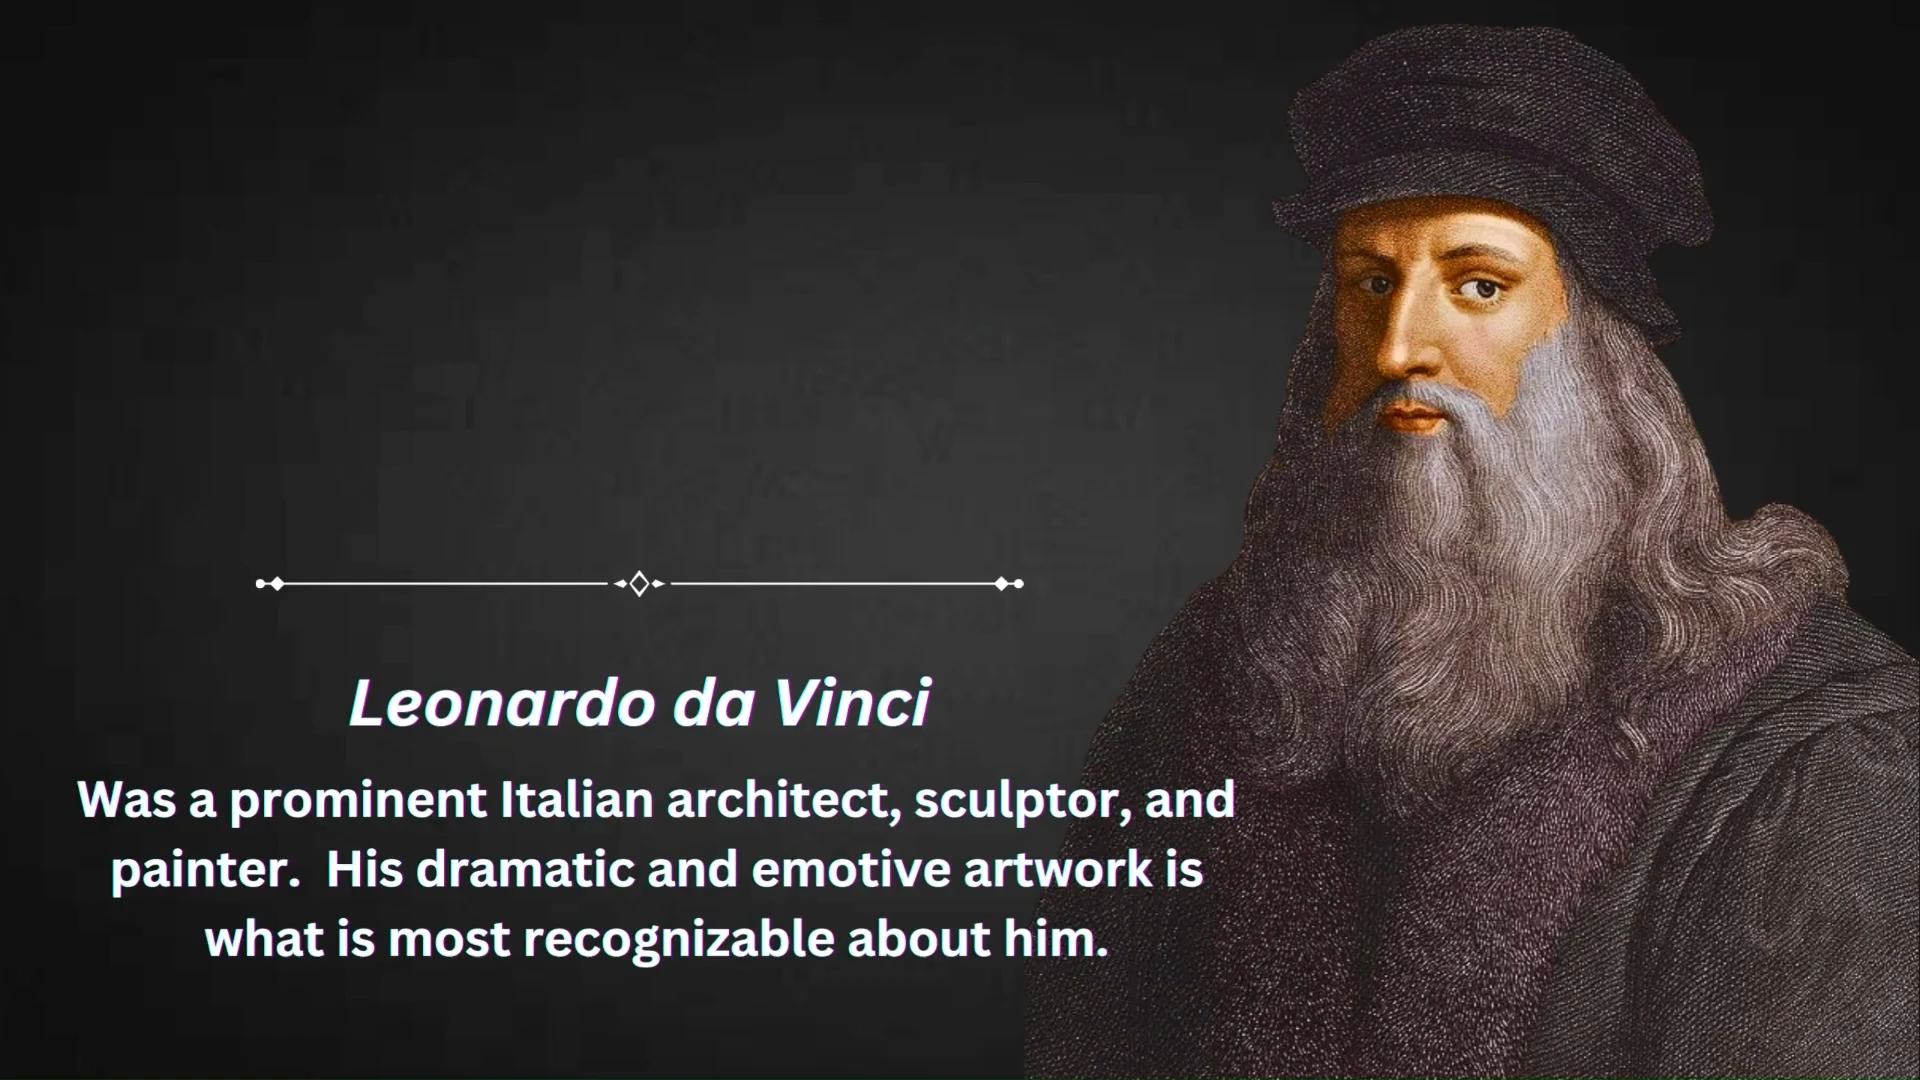 Leonardo da Vinci
Was a prominent Italian architect, sculptor, and
painter.  His dramatic and emotive artwork is
what is most recognizable about him.